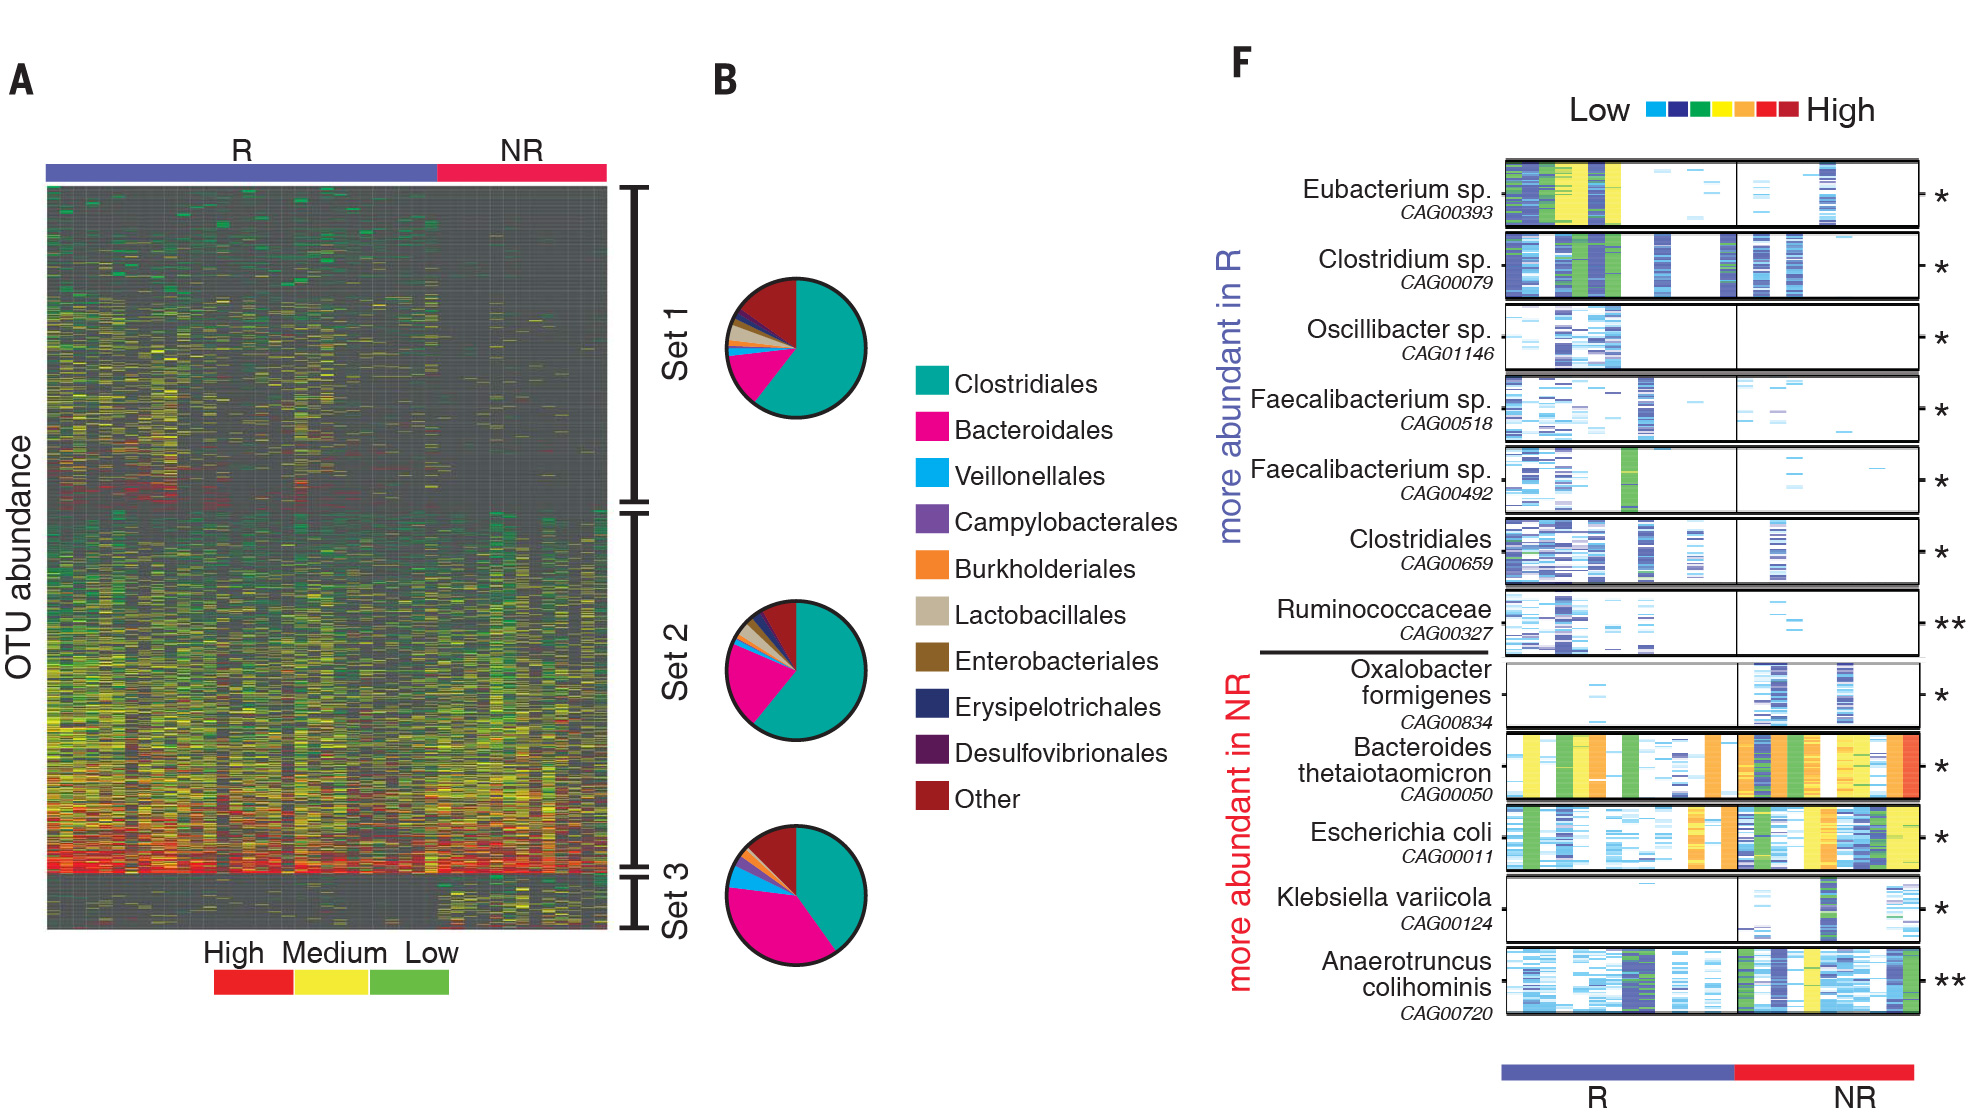 A
R
NR
OTU abundance
High Medium Low
Set 1
Set 2
Set 3
B
Clostridiales
Bacteroidales
Veillonellales
Campylobacterales
Burkholderiales
Lactobacillales
Enterobacteriales
Erysipelotrichales
Desulfovibrionales
Other
F
Low High
more abundant in R
Eubacterium sp.
CAG00393
*
Clostridium sp.
CAG00079
*
Oscillibacter sp.
CAG01146
*
Faecalibacterium sp.
CAG00518
*
Faecalibacterium sp.
CAG00492
*
Clostridiales
CAG00659
*
Ruminococcaceae
CAG00327
**
more abundant in NR
Oxalobacter
formigenes
CAG00834
*
Bacteroides
thetaiotaomicron
CAG00050
*
Escherichia coli
CAG00011
*
Klebsiella variicola
CAG00124
*
Anaerotruncus
colihominis
CAG00720
**
R
NR